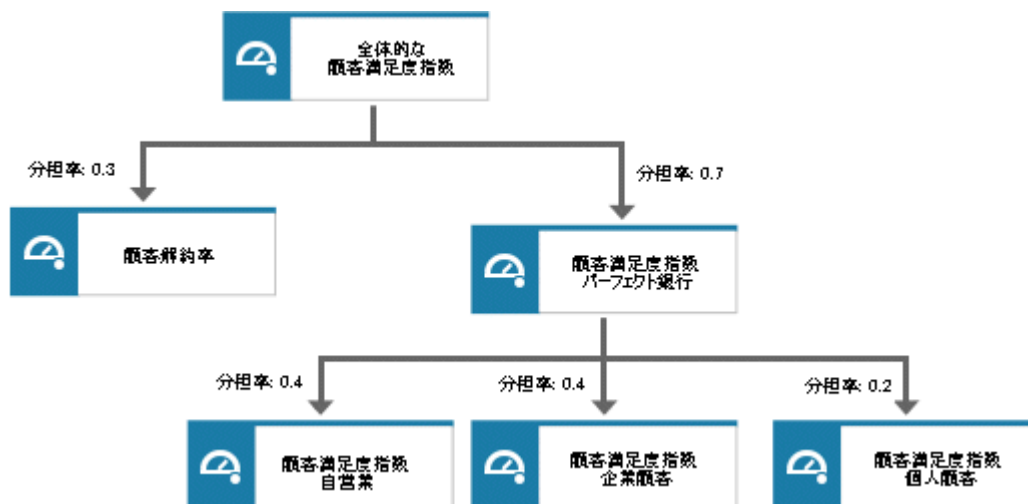 全体的な
顧客満足度指数
分担率: 0.3
分担率: 0.7
顧客解約率
顧客満足度指数
パーフェクト銀行
分担率: 0.4
分担率: 0.4
分担率: 0.2
顧客満足度指数
自営業
顧客満足度指数
企業顧客
顧客満足度指数
個人顧客